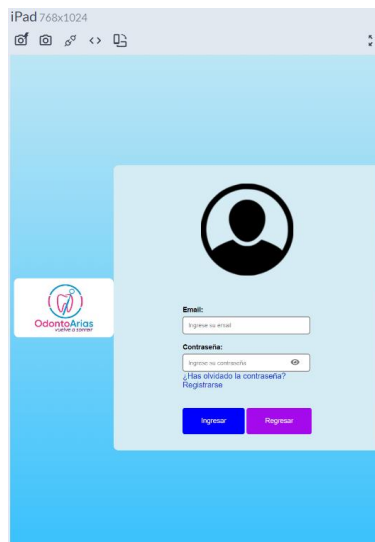 iPad 768x1024
OdontoArias
vuelve a sonreir
Email:
Ingrese su email
Contraseña:
Ingrese su contraseña
¿Has olvidado la contraseña?
Registrarse
Ingresar
Regresar